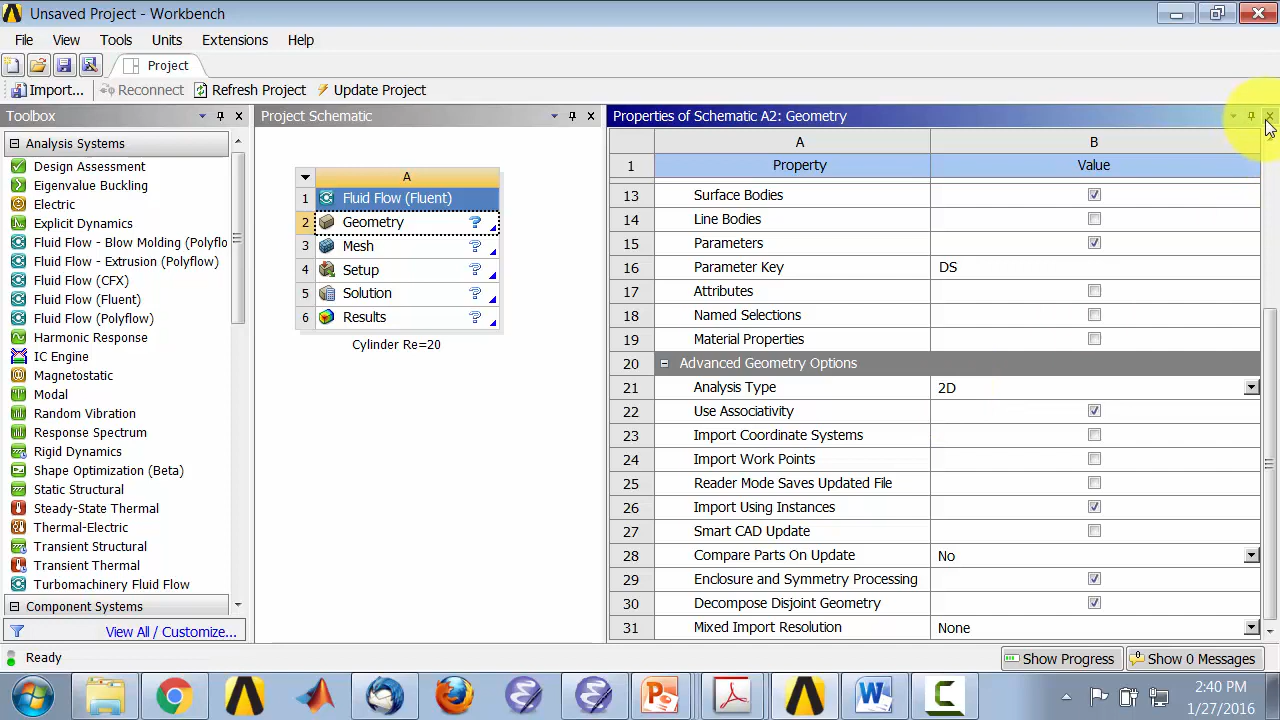 Unsaved Project - Workbench
File View Tools Units Extensions Help
Project
Import... Reconnect Refresh Project Update Project
Toolbox
Analysis Systems
Design Assessment
Eigenvalue Buckling
Electric
Explicit Dynamics
Fluid Flow - Blow Molding (Polyflo
Fluid Flow - Extrusion (Polyflow)
Fluid Flow (CFX)
Fluid Flow (Fluent)
Fluid Flow (Polyflow)
Harmonic Response
IC Engine
Magnetostatic
Modal
Random Vibration
Response Spectrum
Rigid Dynamics
Shape Optimization (Beta)
Static Structural
Steady-State Thermal
Thermal-Electric
Transient Structural
Transient Thermal
Turbomachinery Fluid Flow
Component Systems
View All / Customize...
Project Schematic
A
1 Fluid Flow (Fluent)
2 Geometry ?
3 Mesh ?
4 Setup ?
5 Solution ?
6 Results ?
Cylinder Re=20
Properties of Schematic A2: Geometry
A B
1 Property Value
13 Surface Bodies
14 Line Bodies
15 Parameters
16 Parameter Key DS
17 Attributes
18 Named Selections
19 Material Properties
20 Advanced Geometry Options
21 Analysis Type 2D
22 Use Associativity
23 Import Coordinate Systems
24 Import Work Points
25 Reader Mode Saves Updated File
26 Import Using Instances
27 Smart CAD Update
28 Compare Parts On Update No
29 Enclosure and Symmetry Processing
30 Decompose Disjoint Geometry
31 Mixed Import Resolution None
Ready Show Progress Show 0 Messages
2:40 PM
1/27/2016